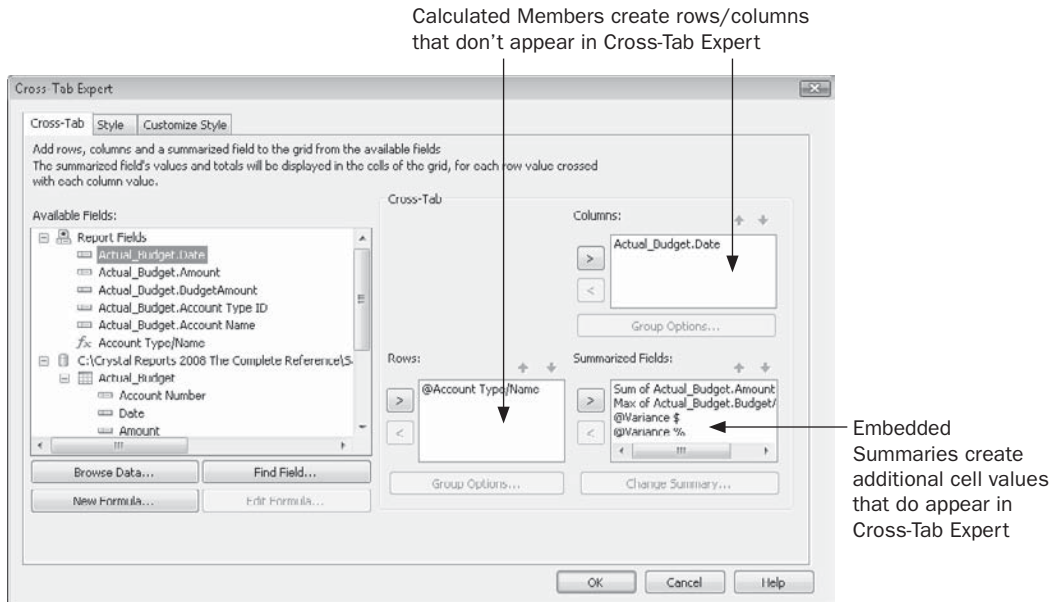 Calculated Members create rows/columns
that don't appear in Cross-Tab Expert
Cross-Tab Expert
Cross-Tab
Style
Customize Style
Add rows, columns and a summarized field to the grid from the available fields
The summarized field's values and totals will be displayed in the cells of the grid, for each row value crossed
with each column value.
Available Fields:
Report Fields
Actual_Budget.Date
Actual_Budget.Amount
Actual_Budget.BudgetAmount
Actual_Budget.Account Type ID
Actual_Budget.Account Name
fx Account Type/Name
C:\Crystal Reports 2008 The Complete Reference\S
Actual_Budget
Account Number
Date
Amount
Browse Data...
Find Field...
New Formula...
Edit Formula...
Cross-Tab
Columns:
Actual_Budget.Date
>
<
Group Options...
Rows:
@Account Type/Name
>
<
Group Options...
Summarized Fields:
Sum of Actual_Budget.Amount
Max of Actual_Budget.Budget
@Variance $
@Variance %
>
<
Change Summary...
Embedded
Summaries create
additional cell values
that do appear in
Cross-Tab Expert
OK
Cancel
Help